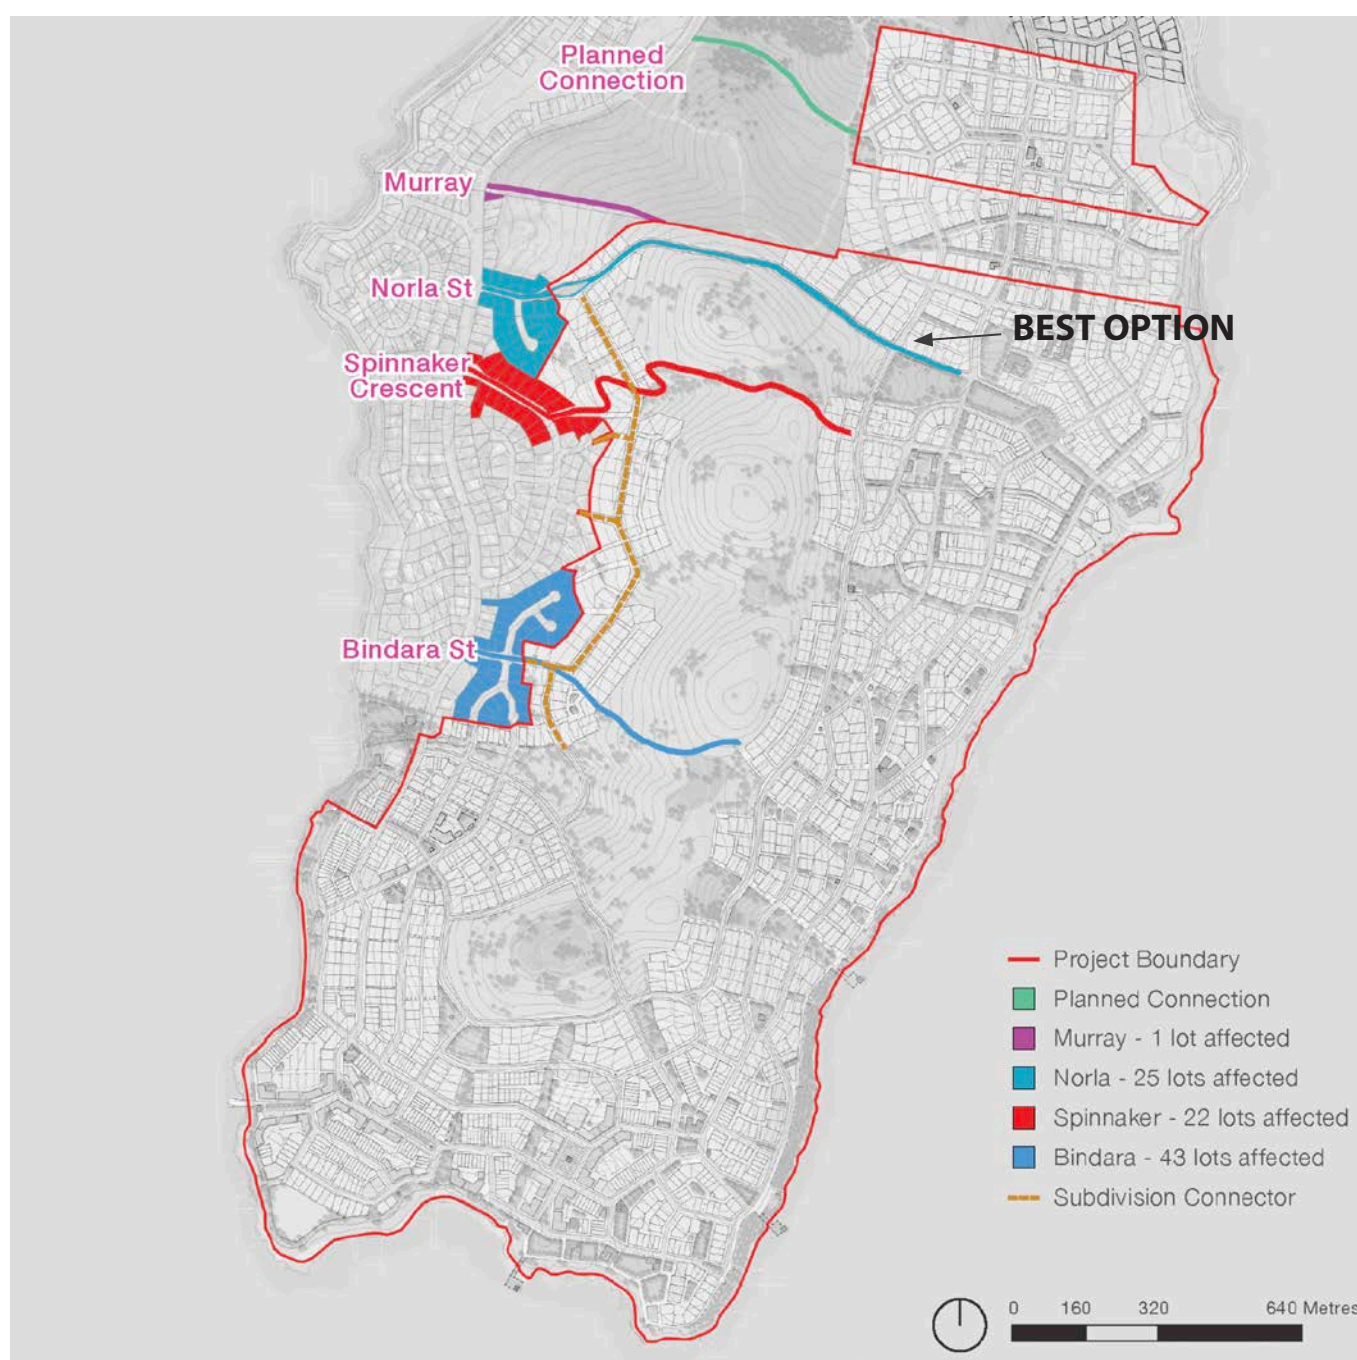 Planned
Connection
Murray
Norla St
BEST OPTION
Spinnaker
Crescent
Bindara St
Project Boundary
Planned Connection
Murray - 1 lot affected
Norla - 25 lots affected
Spinnaker - 22 lots affected
Bindara - 43 lots affected
Subdivision Connector
0 160 320 640 Metres